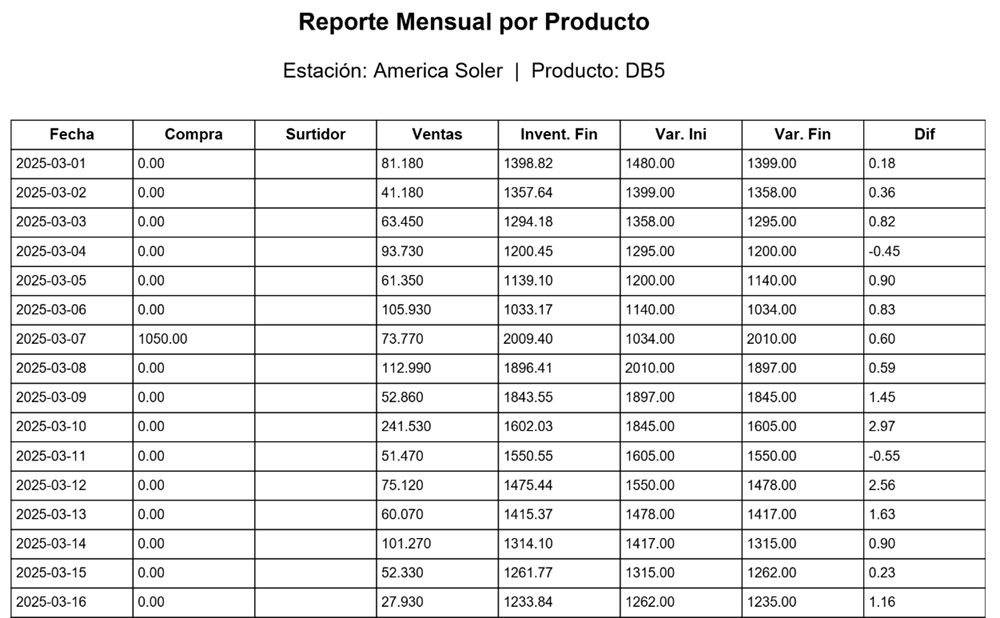 Reporte Mensual por Producto
Estación: America Soler | Producto: DB5
Fecha Compra Surtidor Ventas Invent. Fin Var. Ini Var. Fin Dif
2025-03-01 0.00 81.180 1398.82 1480.00 1399.00 0.18
2025-03-02 0.00 41.180 1357.64 1399.00 1358.00 0.36
2025-03-03 0.00 63.450 1294.18 1358.00 1295.00 0.82
2025-03-04 0.00 93.730 1200.45 1295.00 1200.00 -0.45
2025-03-05 0.00 61.350 1139.10 1200.00 1140.00 0.90
2025-03-06 0.00 105.930 1033.17 1140.00 1034.00 0.83
2025-03-07 1050.00 73.770 2009.40 1034.00 2010.00 0.60
2025-03-08 0.00 112.990 1896.41 2010.00 1897.00 0.59
2025-03-09 0.00 52.860 1843.55 1897.00 1845.00 1.45
2025-03-10 0.00 241.530 1602.03 1845.00 1605.00 2.97
2025-03-11 0.00 51.470 1550.55 1605.00 1550.00 -0.55
2025-03-12 0.00 75.120 1475.44 1550.00 1478.00 2.56
2025-03-13 0.00 60.070 1415.37 1478.00 1417.00 1.63
2025-03-14 0.00 101.270 1314.10 1417.00 1315.00 0.90
2025-03-15 0.00 52.330 1261.77 1315.00 1262.00 0.23
2025-03-16 0.00 27.930 1233.84 1262.00 1235.00 1.16